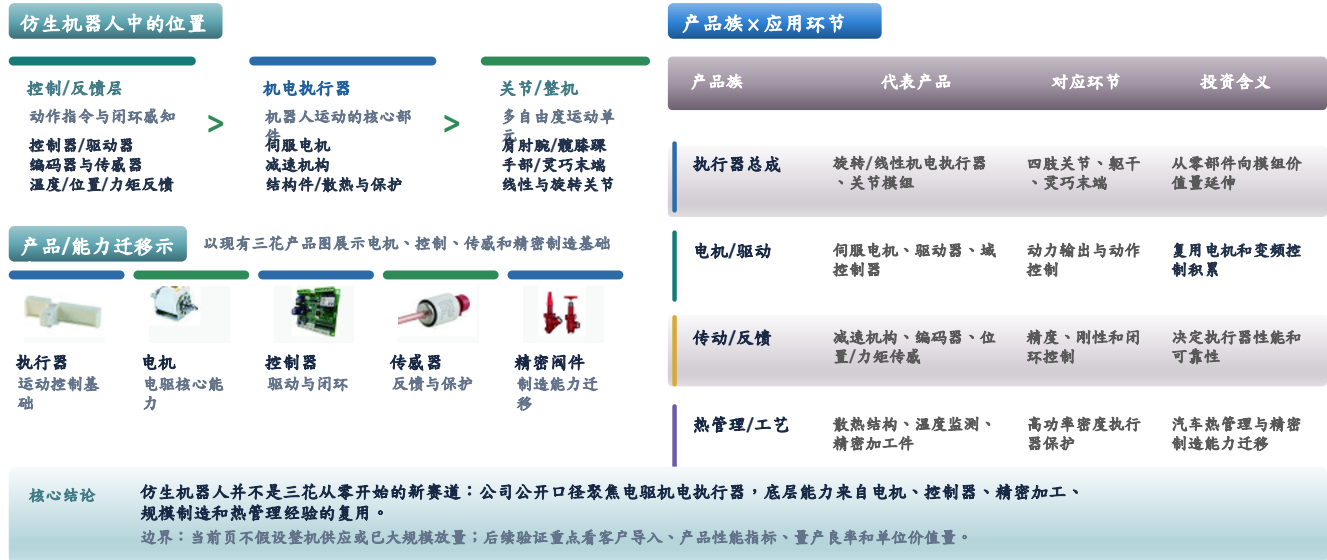 仿生机器人中的位置
控制/反馈层
动作指令与闭环感知
控制器/驱动器
编码器与传感器
温度/位置/力矩反馈
>
机电执行器
机器人运动的核心部
件
伺服电机
减速机构
结构件/散热与保护
>
关节/整机
多自由度运动单
元
肩肘腕/髋膝踝
手部/灵巧末端
线性与旋转关节
产品/能力迁移示
以现有三花产品图展示电机、控制、传感和精密制造基础
执行器
运动控制基
础
电机
电驱核心能
力
控制器
驱动与闭环
传感器
反馈与保护
精密阀件
制造能力迁
移
产品族×应用环节
产品族
代表产品
对应环节
投资含义
执行器总成
旋转/线性机电执行器
、关节模组
四肢关节、躯干
、灵巧末端
从零部件向模组价
值量延伸
电机/驱动
伺服电机、驱动器、域
控制器
动力输出与动作
控制
复用电机和变频控
制积累
传动/反馈
减速机构、编码器、位
置/力矩传感
精度、刚性和闭
环控制
决定执行器性能和
可靠性
热管理/工艺
散热结构、温度监测、
精密加工件
高功率密度执行
器保护
汽车热管理与精密
制造能力迁移
核心结论
仿生机器人并不是三花从零开始的新赛道：公司公开口径聚焦电驱机电执行器，底层能力来自电机、控制器、精密加工、
规模制造和热管理经验的复用。
边界：当前页不假设整机供应或已大规模放量；后续验证重点看客户导入、产品性能指标、量产良率和单位价值量。